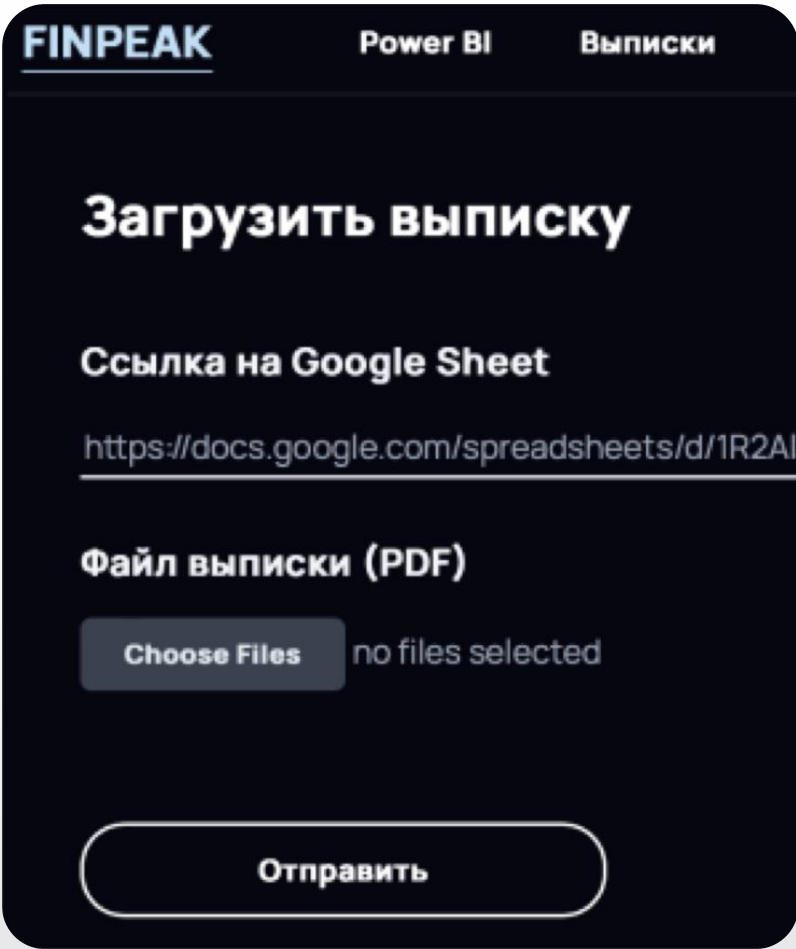 FINPEAK Power BI Выписки
Загрузить выписку
Ссылка на Google Sheet
https://docs.google.com/spreadsheets/d/1R2Al
Файл выписки (PDF)
Choose Files no files selected
Отправить